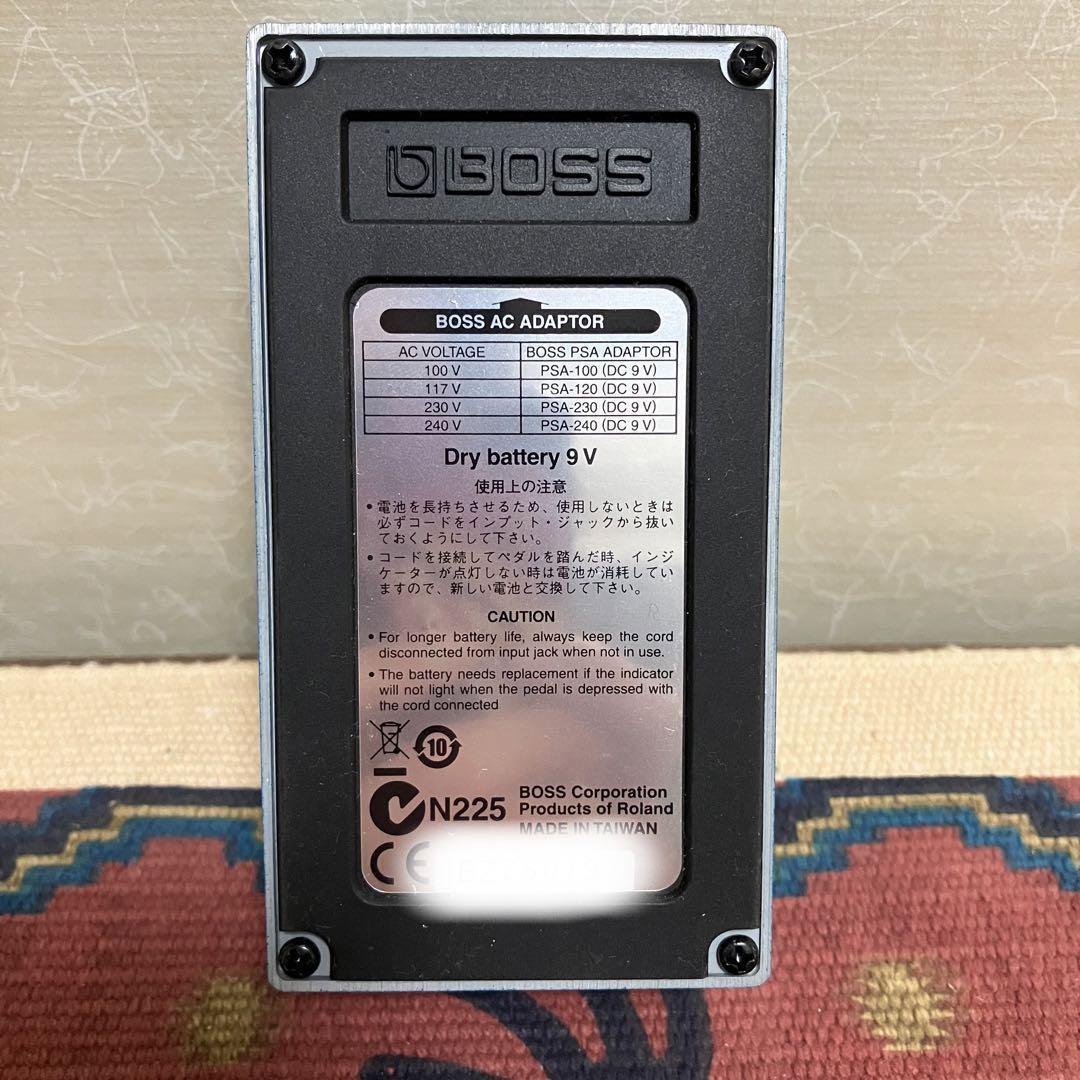 BOSS
BOSS AC ADAPTOR
AC VOLTAGE BOSS PSA ADAPTOR
100 V PSA-100 (DC 9 V)
117 V PSA-120 (DC 9 V)
230 V PSA-230 (DC 9 V)
240 V PSA-240 (DC 9 V)
Dry battery 9 V
使用上の注意
●電池を長持ちさせるため、使用しないときは
必ずコードをインプット・ジャックから抜い
ておくようにして下さい。
●コードを接続してペダルを踏んだ時、インジ
ケーターが点灯しない時は電池が消耗してい
ますので、新しい電池と交換して下さい。
CAUTION
● For longer battery life, always keep the cord
disconnected from input jack when not in use.
● The battery needs replacement if the indicator
will not light when the pedal is depressed with
the cord connected
10
N225
BOSS Corporation
Products of Roland
MADE IN TAIWAN
CE